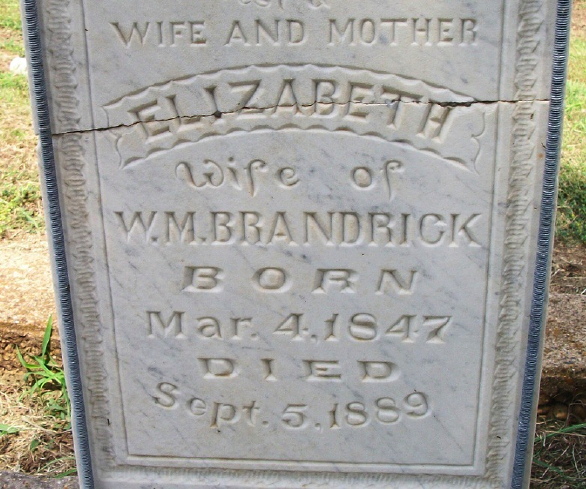 WIFE AND MOTHER
ELIZABETH
Wife of
W.M.BRANDRICK
BORN
Mar. 4, 1847
DIED
Sept. 5, 1889